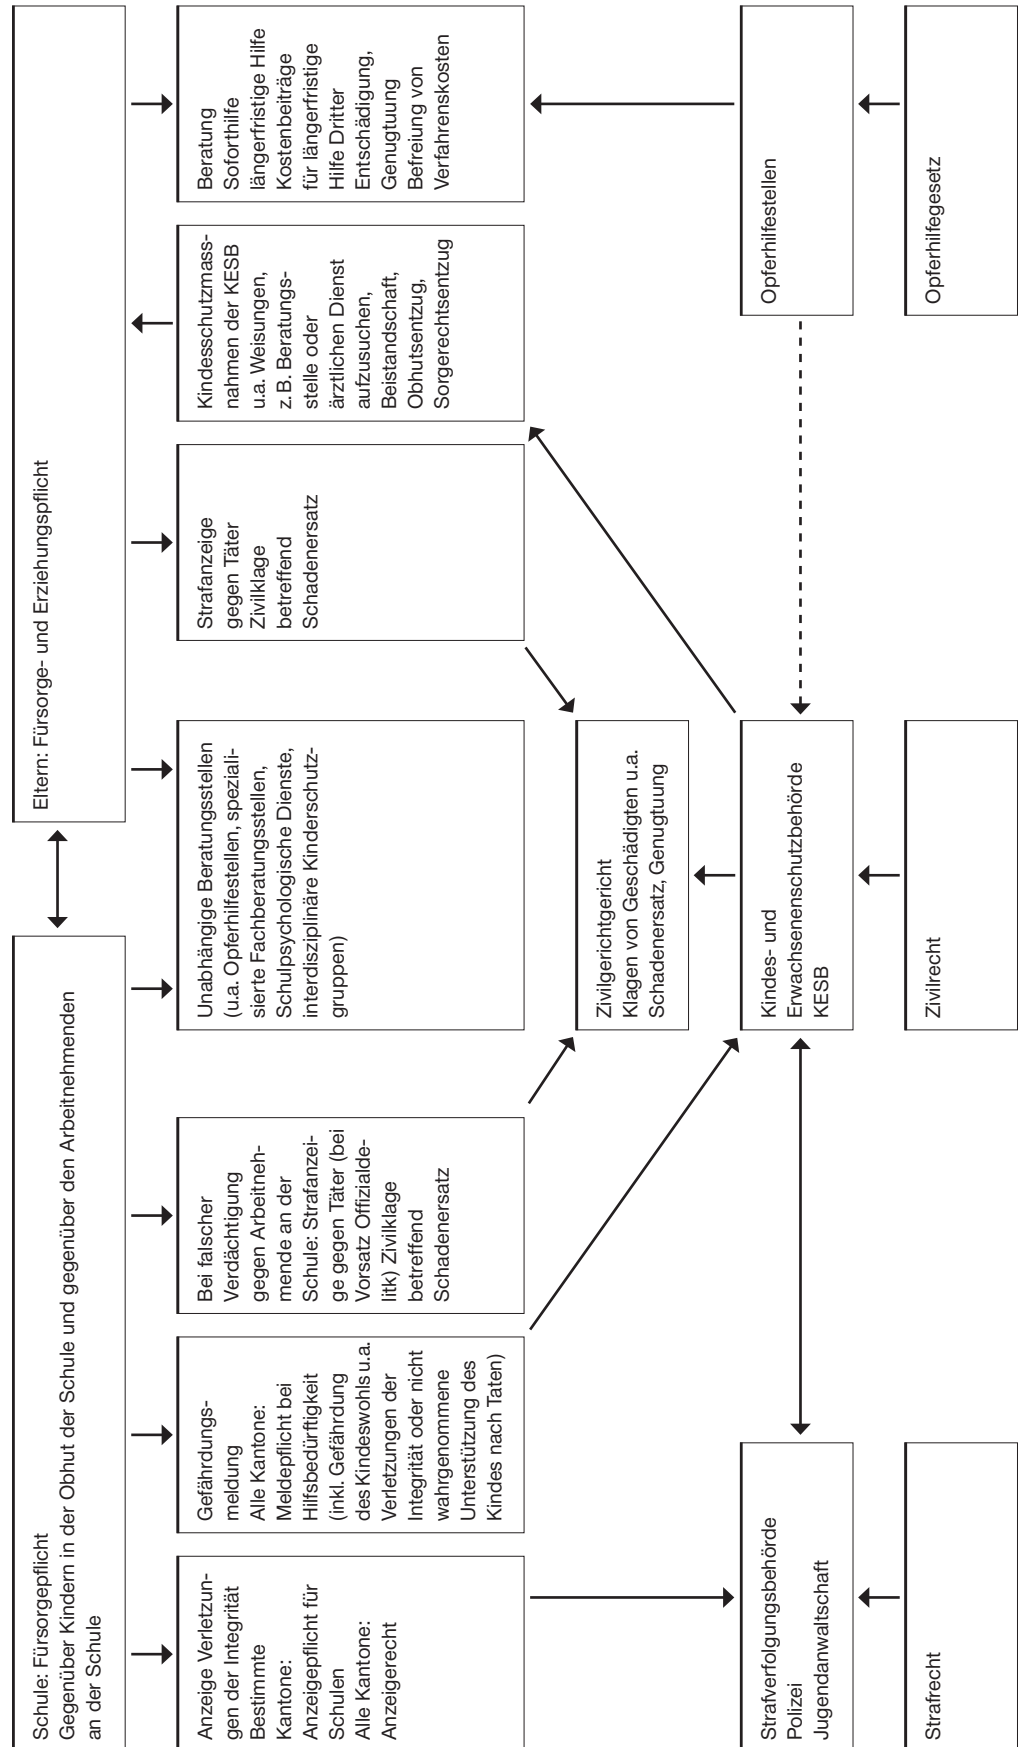 Schule: Fürsorgepflicht
Gegenüber Kindern in der Obhut der Schule und gegenüber den Arbeitnehmenden
an der Schule
Eltern: Fürsorge- und Erziehungspflicht
Anzeige Verletzun-
gen der Integrität
Bestimmte
Kantone:
Anzeigepflicht für
Schulen
Alle Kantone:
Anzeigerecht
Gefährdungs-
meldung
Alle Kantone:
Meldepflicht bei
Hilfsbedürftigkeit
(inkl. Gefährdung
des Kindeswohls u.a.
Verletzungen der
Integrität oder nicht
wahrgenommene
Unterstützung des
Kindes nach Taten)
Bei falscher
Verdächtigung
gegen Arbeitneh-
mende an der
Schule: Strafanzei-
ge gegen Täter (bei
Vorsatz Offizialde-
litk) Zivilklage
betreffend
Schadenersatz
Unabhängige Beratungsstellen
(u.a. Opferhilfestellen, speziali-
sierte Fachberatungsstellen,
Schulpsychologische Dienste,
interdisziplinäre Kinderschutz-
gruppen)
Strafanzeige
gegen Täter
Zivilklage
betreffend
Schadenersatz
Kindesschutzmass-
nahmen der KESB
u.a. Weisungen,
z.B. Beratungs-
stelle oder
ärztlichen Dienst
aufzusuchen,
Beistandschaft,
Obhutsentzug,
Sorgerechtsentzug
Beratung
Soforthilfe
längerfristige Hilfe
Kostenbeiträge
für längerfristige
Hilfe Dritter
Entschädigung,
Genugtuung
Befreiung von
Verfahrenskosten
Zivilgerichtgericht
Klagen von Geschädigten u.a.
Schadenersatz, Genugtuung
Strafverfolgungsbehörde
Polizei
Jugendanwaltschaft
Kindes- und
Erwachsenenschutzbehörde
KESB
Opferhilfestellen
Strafrecht
Zivilrecht
Opferhilfegesetz